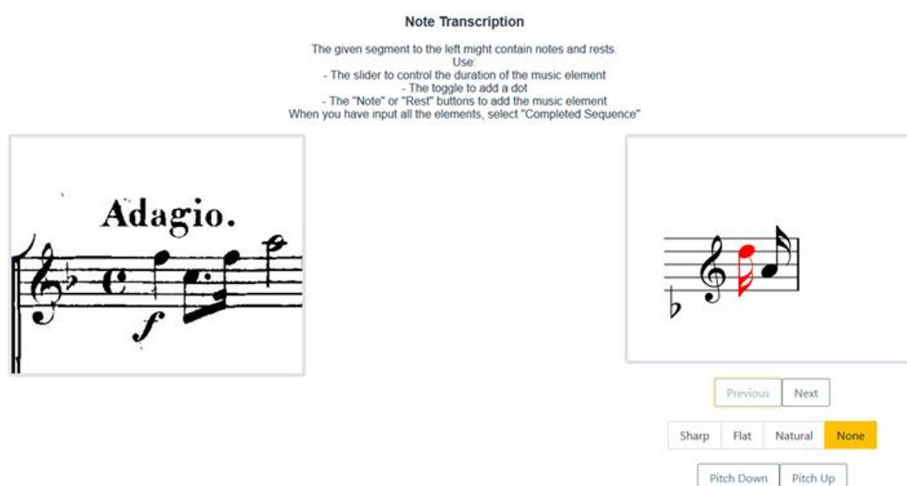 Note Transcription
The given segment to the left might contain notes and rests.
Use:
- The slider to control the duration of the music element
- The toggle to add a dot
- The "Note" or "Rest" buttons to add the music element
When you have input all the elements, select "Completed Sequence"
Adagio.
f
Previous Next
Sharp Flat Natural None
Pitch Down Pitch Up